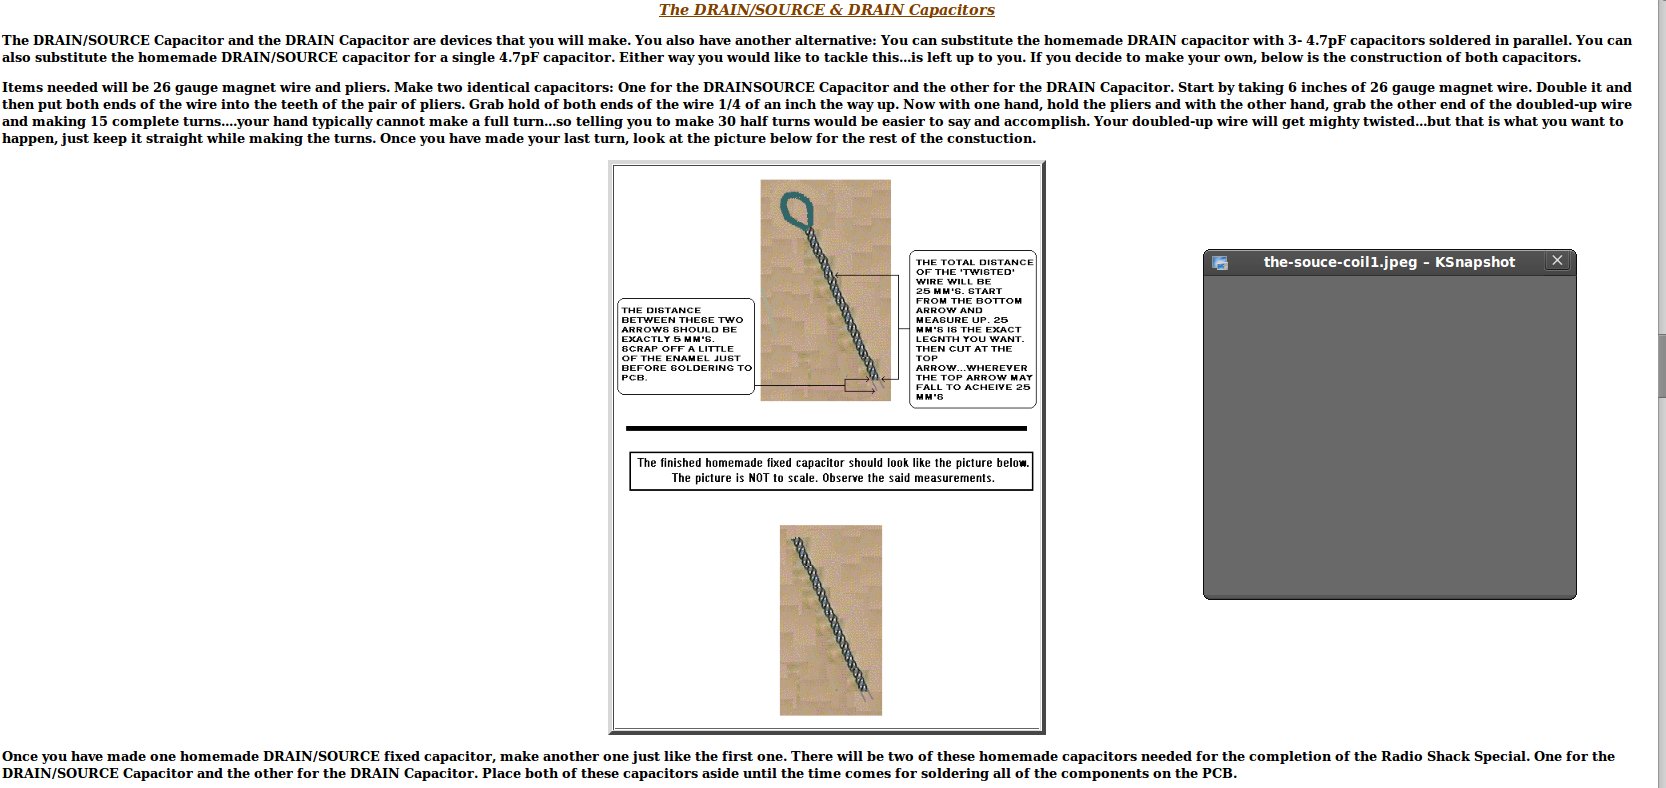 The DRAIN/SOURCE & DRAIN Capacitors
The DRAIN/SOURCE Capacitor and the DRAIN Capacitor are devices that you will make. You also have another alternative: You can substitute the homemade DRAIN capacitor with 3- 4.7pF capacitors soldered in parallel. You can
also substitute the homemade DRAIN/SOURCE capacitor for a single 4.7pF capacitor. Either way you would like to tackle this...is left up to you. If you decide to make your own, below is the construction of both capacitors.
Items needed will be 26 gauge magnet wire and pliers. Make two identical capacitors: One for the DRAINSOURCE Capacitor and the other for the DRAIN Capacitor. Start by taking 6 inches of 26 gauge magnet wire. Double it and
then put both ends of the wire into the teeth of the pair of pliers. Grab hold of both ends of the wire 1/4 of an inch the way up. Now with one hand, hold the pliers and with the other hand, grab the other end of the doubled-up wire
and making 15 complete turns....your hand typically cannot make a full turn...so telling you to make 30 half turns would be easier to say and accomplish. Your doubled-up wire will get mighty twisted...but that is what you want to
happen, just keep it straight while making the turns. Once you have made your last turn, look at the picture below for the rest of the constuction.
THE DISTANCE
BETWEEN THESE TWO
ARROWS SHOULD BE
EXACTLY 5 MM'S.
SCRAP OFF A LITTLE
OF THE ENAMEL JUST
BEFORE SOLDERING TO
PCB.
THE TOTAL DISTANCE
OF THE 'TWISTED'
WIRE WILL BE
25 MM'S. START
FROM THE BOTTOM
ARROW AND
MEASURE UP. 25
MM'S IS THE EXACT
LEGNTH YOU WANT.
THEN CUT AT THE
TOP
ARROW...WHEREVER
THE TOP ARROW MAY
FALL TO ACHEIVE 25
MM'S
The finished homemade fixed capacitor should look like the picture below.
The picture is NOT to scale. Observe the said measurements.
the-souce-coil1.jpeg – KSnapshot
Once you have made one homemade DRAIN/SOURCE fixed capacitor, make another one just like the first one. There will be two of these homemade capacitors needed for the completion of the Radio Shack Special. One for the
DRAIN/SOURCE Capacitor and the other for the DRAIN Capacitor. Place both of these capacitors aside until the time comes for soldering all of the components on the PCB.